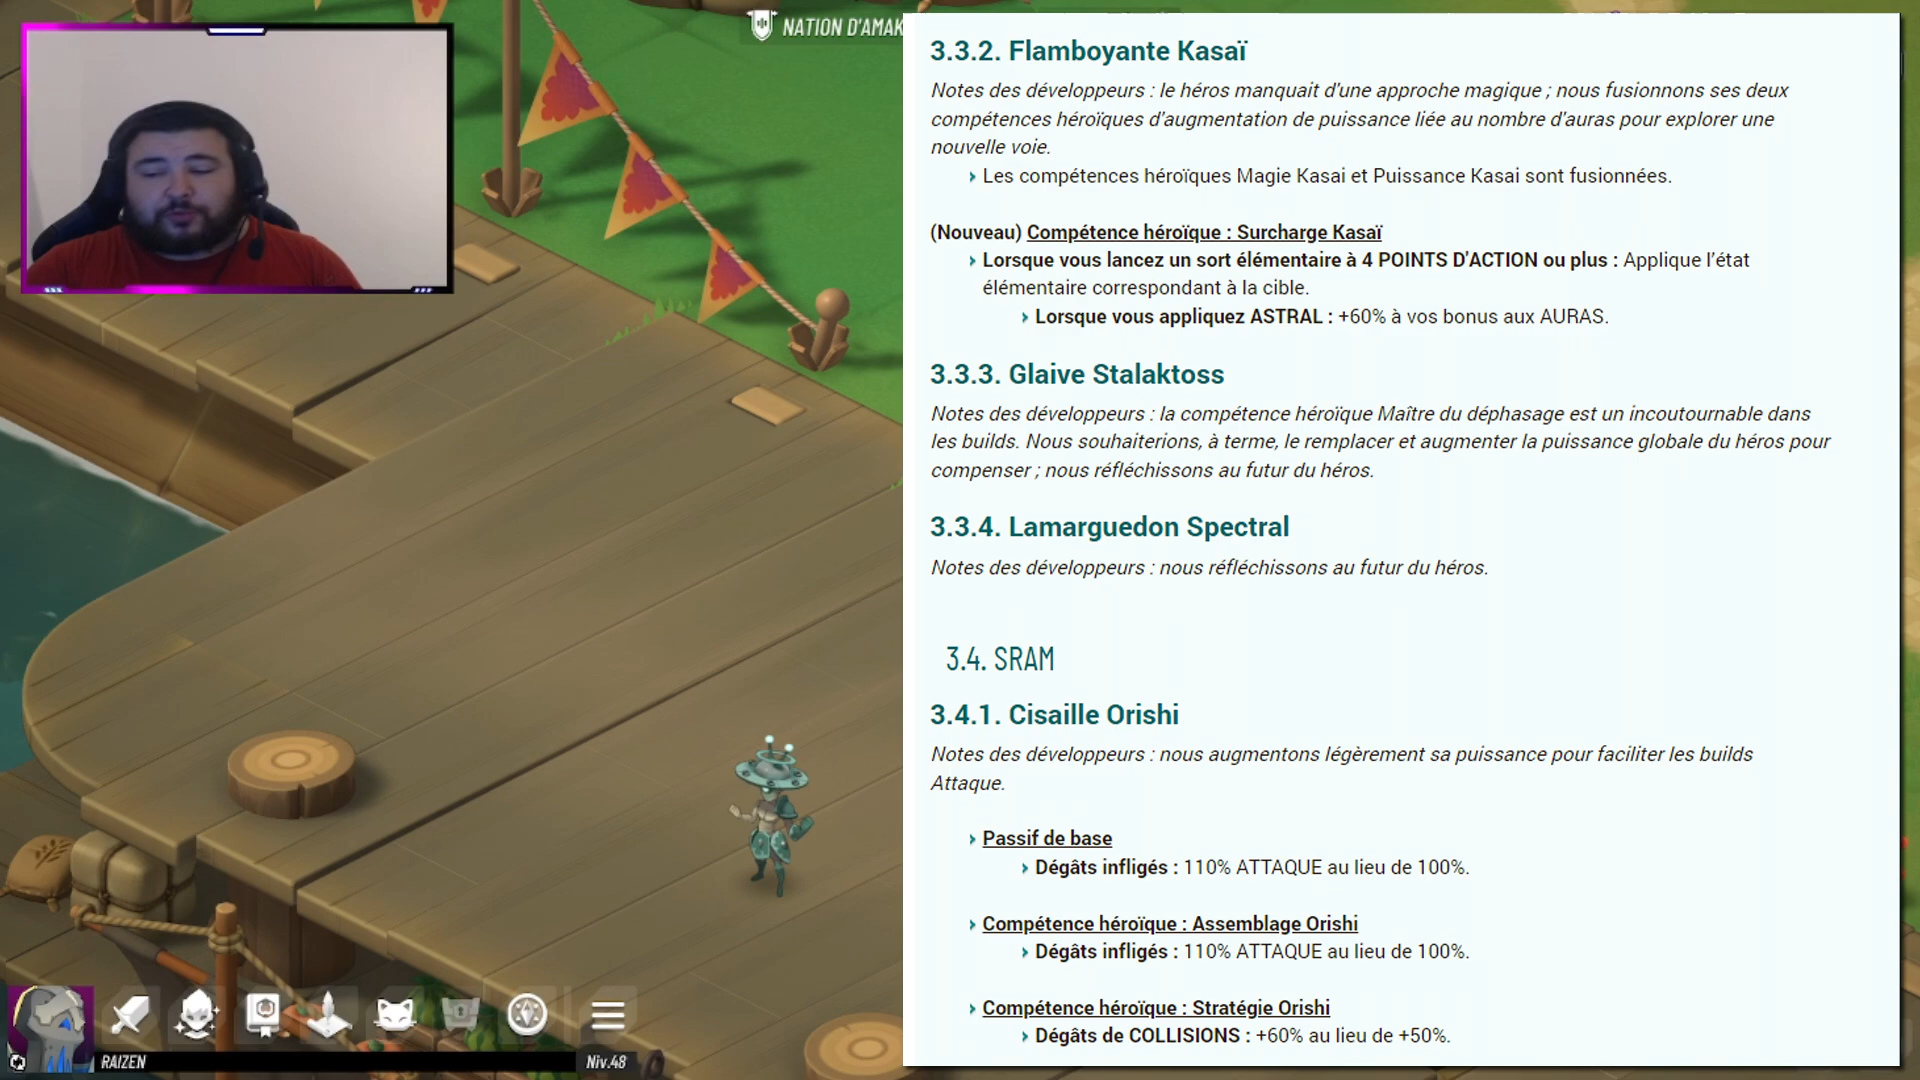 NATION D'AMAK
3.3.2. Flamboyante Kasaï
Notes des développeurs : le héros manquait d'une approche magique ; nous fusionnons ses deux
compétences héroïques d'augmentation de puissance liée au nombre d'auras pour explorer une
nouvelle voie.
Les compétences héroïques Magie Kasai et Puissance Kasai sont fusionnées.
(Nouveau) Compétence héroïque : Surcharge Kasaï
Lorsque vous lancez un sort élémentaire à 4 POINTS D'ACTION ou plus : Applique l'état
élémentaire correspondant à la cible.
Lorsque vous appliquez ASTRAL : +60% à vos bonus aux AURAS.
3.3.3. Glaive Stalaktoss
Notes des développeurs : la compétence héroïque Maître du déphasage est un incoutournable dans
les builds. Nous souhaiterions, à terme, le remplacer et augmenter la puissance globale du héros pour
compenser ; nous réfléchissons au futur du héros.
3.3.4. Lamarguedon Spectral
Notes des développeurs : nous réfléchissons au futur du héros.
3.4. SRAM
3.4.1. Cisaille Orishi
Notes des développeurs : nous augmentons légèrement sa puissance pour faciliter les builds
Attaque.
Passif de base
Dégâts infligés : 110% ATTAQUE au lieu de 100%.
Compétence héroïque : Assemblage Orishi
Dégâts infligés : 110% ATTAQUE au lieu de 100%.
Compétence héroïque : Stratégie Orishi
Dégâts de COLLISIONS : +60% au lieu de +50%.
RAIZEN
Niv.48